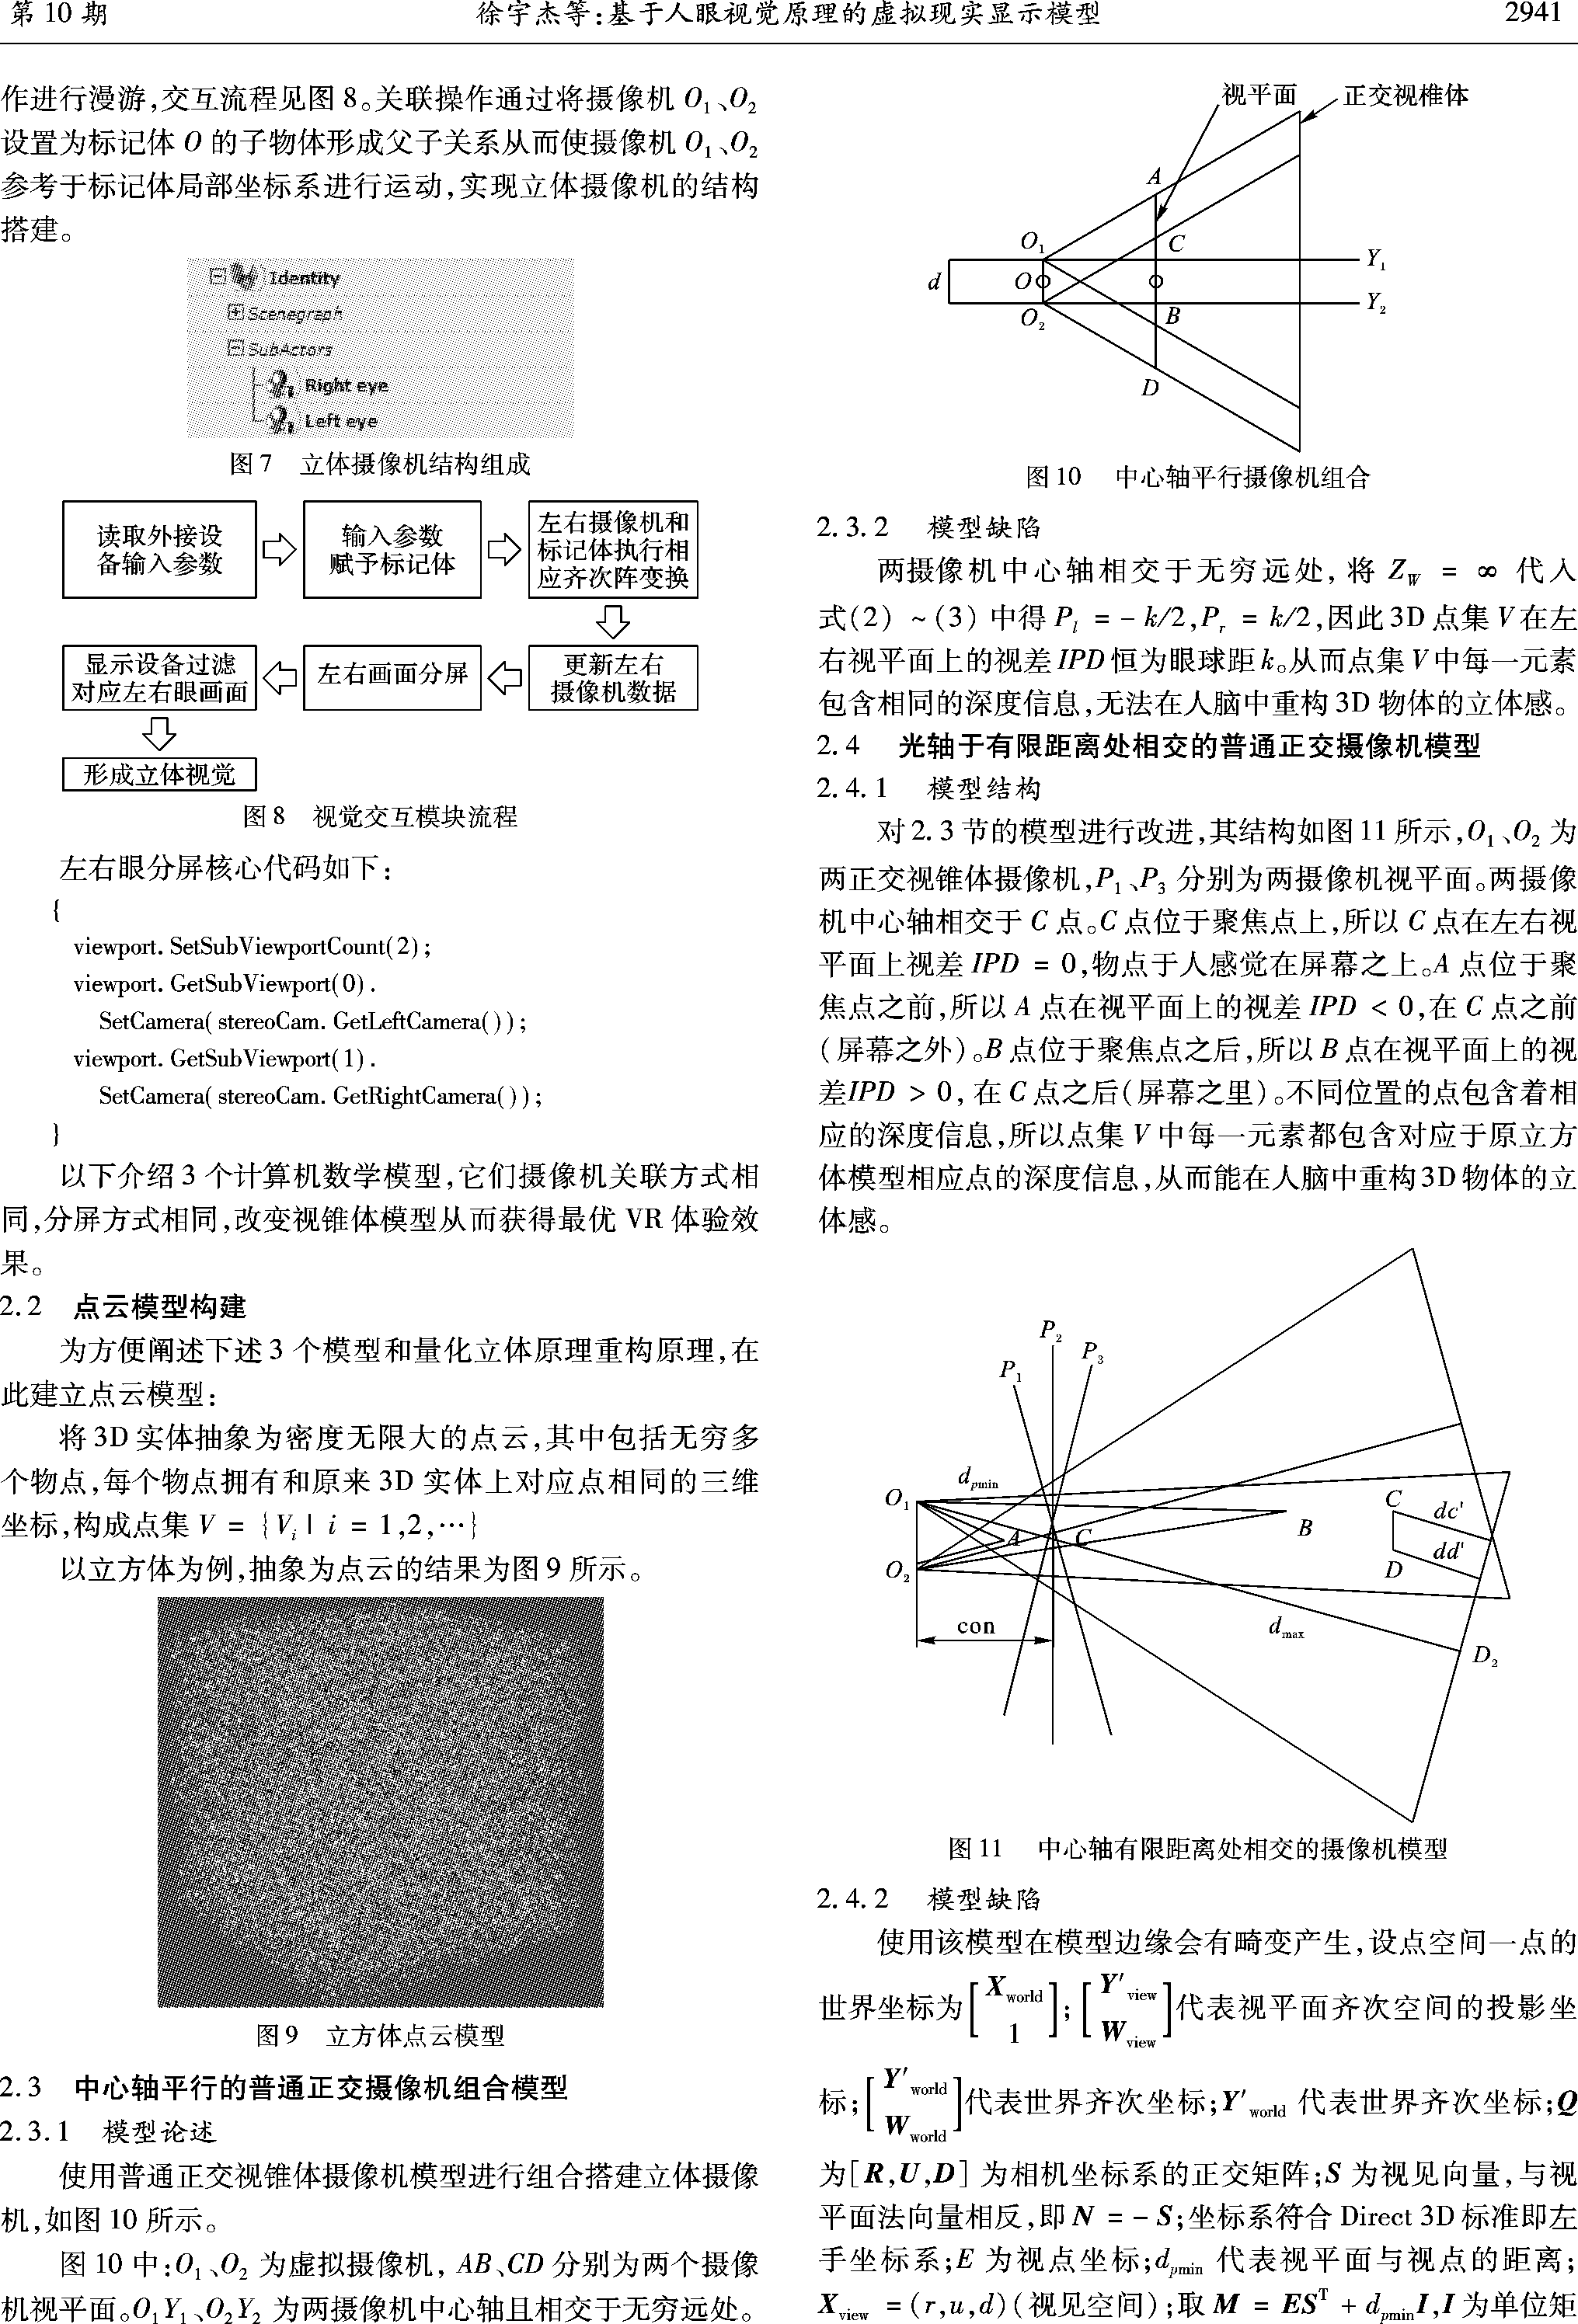 第 10 期
徐宇杰等:基于人眼视觉原理的虚拟现实显示模型
2941
作进行漫游,交互流程见图 8。关联操作通过将摄像机 O₁、O₂
设置为标记体 O 的子物体形成父子关系从而使摄像机 O₁、O₂
参考于标记体局部坐标系进行运动,实现立体摄像机的结构
搭建。
Identity
Scenegraph
SubActors
Right eye
Left eye
图 7 立体摄像机结构组成
读取外接设
备输入参数
输入参数
赋予标记体
左右摄像机和
标记体执行相
应齐次阵变换
更新左右
摄像机数据
左右画面分屏
显示设备过滤
对应左右眼画面
形成立体视觉
图 8 视觉交互模块流程
左右眼分屏核心代码如下:
{
viewport. SetSubViewportCount(2);
viewport. GetSubViewport(0).
SetCamera( stereoCam. GetLeftCamera());
viewport. GetSubViewport(1).
SetCamera( stereoCam. GetRightCamera());
}
以下介绍 3 个计算机数学模型,它们摄像机关联方式相
同,分屏方式相同,改变视锥体模型从而获得最优 VR 体验效
果。
2.2 点云模型构建
为方便阐述下述 3 个模型和量化立体原理重构原理,在
此建立点云模型:
将 3D 实体抽象为密度无限大的点云,其中包括无穷多
个物点,每个物点拥有和原来 3D 实体上对应点相同的三维
坐标,构成点集 V = {Vᵢ | i = 1,2,…}
以立方体为例,抽象为点云的结果为图 9 所示。
图 9 立方体点云模型
2.3 中心轴平行的普通正交摄像机组合模型
2.3.1 模型论述
使用普通正交视锥体摄像机模型进行组合搭建立体摄像
机,如图 10 所示。
图 10 中:O₁、O₂ 为虚拟摄像机, AB、CD 分别为两个摄像
机视平面。O₁Y₁、O₂Y₂ 为两摄像机中心轴且相交于无穷远处。
视平面
正交视椎体
A
O₁
C
Y₁
d
O
O₂
B
Y₂
D
图 10 中心轴平行摄像机组合
2.3.2 模型缺陷
两摄像机中心轴相交于无穷远处, 将 Z_W = ∞ 代入
式(2) ~ (3) 中得 P_l = - k/2,P_r = k/2,因此 3D 点集 V 在左
右视平面上的视差 IPD 恒为眼球距 k。从而点集 V 中每一元素
包含相同的深度信息,无法在人脑中重构 3D 物体的立体感。
2.4 光轴于有限距离处相交的普通正交摄像机模型
2.4.1 模型结构
对 2.3 节的模型进行改进,其结构如图 11 所示,O₁、O₂ 为
两正交视锥体摄像机,P₁、P₃ 分别为两摄像机视平面。两摄像
机中心轴相交于 C 点。C 点位于聚焦点上,所以 C 点在左右视
平面上视差 IPD = 0,物点于人感觉在屏幕之上。A 点位于聚
焦点之前,所以 A 点在视平面上的视差 IPD < 0,在 C 点之前
(屏幕之外)。B 点位于聚焦点之后,所以 B 点在视平面上的视
差IPD > 0, 在 C 点之后(屏幕之里)。不同位置的点包含着相
应的深度信息,所以点集 V 中每一元素都包含对应于原立方
体模型相应点的深度信息,从而能在人脑中重构 3D 物体的立
体感。
P₂
P₃
P₁
d_pmin
O₁
A
C
B
C
dc'
dd'
D
O₂
con
d_max
D₂
图 11 中心轴有限距离处相交的摄像机模型
2.4.2 模型缺陷
使用该模型在模型边缘会有畸变产生,设点空间一点的
世界坐标为[X_world 1];[Y'_view W_view]代表视平面齐次空间的投影坐
标;[Y'_world W_world]代表世界齐次坐标;Y'_world 代表世界齐次坐标;Q
为[R,U,D] 为相机坐标系的正交矩阵;S 为视见向量,与视
平面法向量相反,即 N = - S;坐标系符合 Direct 3D 标准即左
手坐标系;E 为视点坐标;d_pmin 代表视平面与视点的距离;
X_view = (r,u,d)(视见空间);取 M = ESᵀ + d_pmin I,I 为单位矩